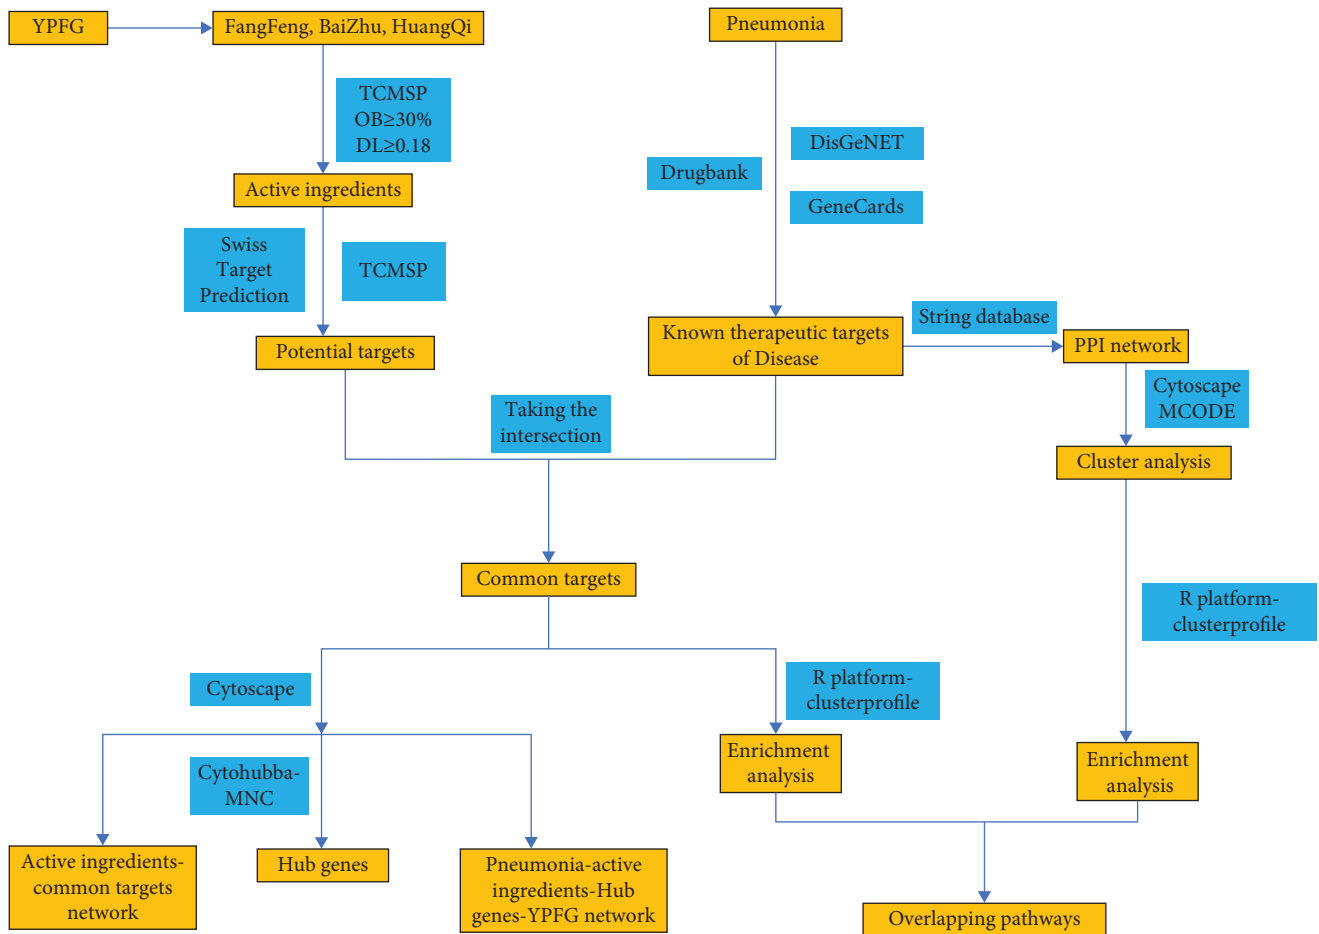 YPFG
FangFeng, BaiZhu, HuangQi
Pneumonia
TCMSP
OB≥30%
DL≥0.18
DisGeNET
Drugbank
GeneCards
Active ingredients
Swiss
Target
Prediction
TCMSP
String database
Known therapeutic targets
of Disease
PPI network
Potential targets
Cytoscape
MCODE
Taking the
intersection
Cluster analysis
Common targets
R platform-
clusterprofile
Cytoscape
R platform-
clusterprofile
Enrichment
analysis
Enrichment
analysis
Cytohubba-
MNC
Active ingredients-
common targets
network
Hub genes
Pneumonia-active
ingredients-Hub
genes-YPFG network
Overlapping pathways